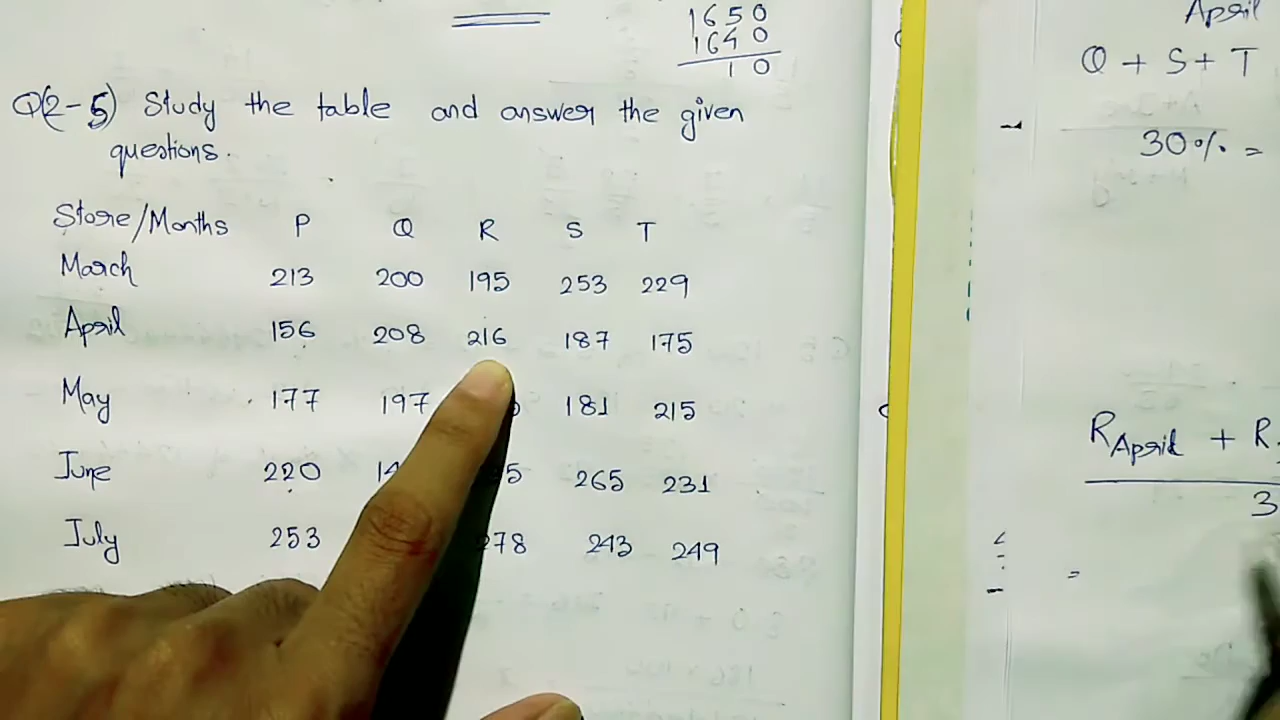 1650
1640
10
Q(2-5) Study the table and answer the given
questions.
Store/Months P Q R S T
March 213 200 195 253 229
April 156 208 216 187 175
May 177 197 181 215
June 220 265 231
July 253 278 243 249
April
Q + S + T
30% =
R April + R
3
=